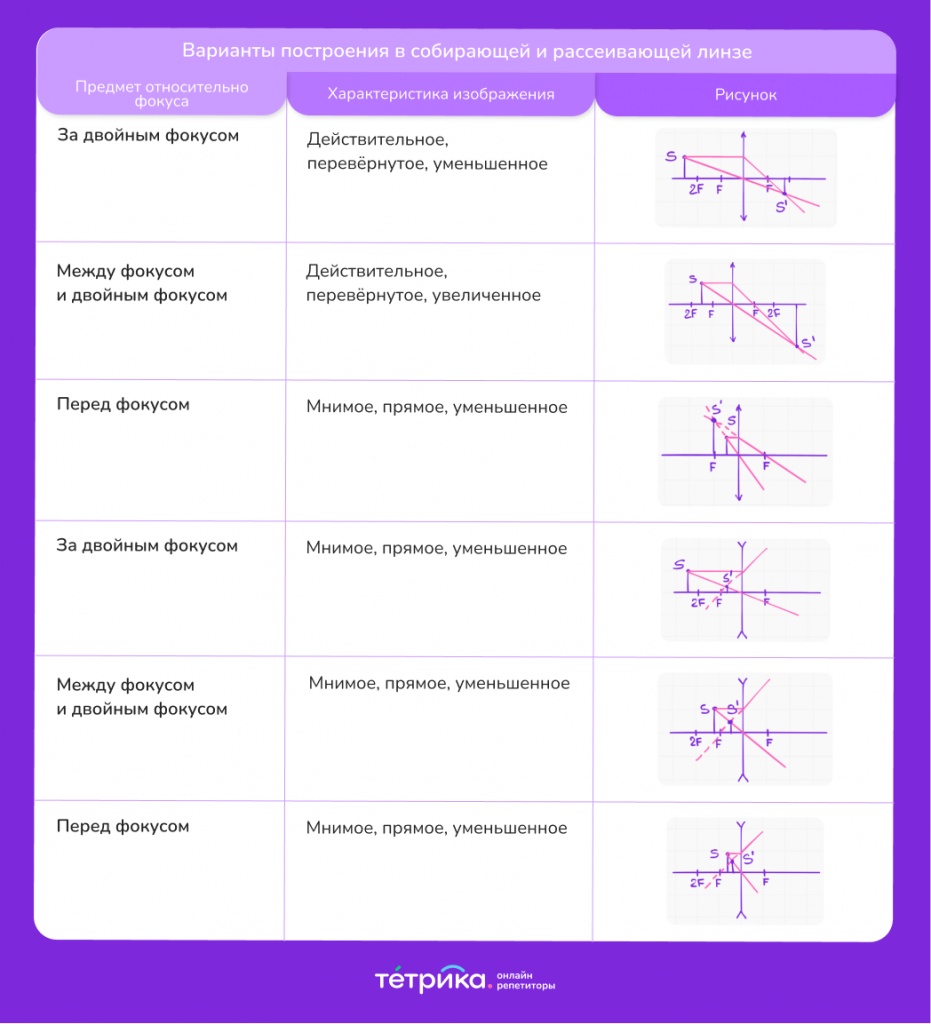 Варианты построения в собирающей и рассеивающей линзе
Предмет относительно
фокуса
Характеристика изображения
Рисунок
За двойным фокусом
Действительное,
перевёрнутое, уменьшенное
S
2F F F
S'
Между фокусом
и двойным фокусом
Действительное,
перевёрнутое, увеличенное
S
2F F F 2F
S'
Перед фокусом
Мнимое, прямое, уменьшенное
S'
S
F F
За двойным фокусом
Мнимое, прямое, уменьшенное
S
S'
2F F F
Между фокусом
и двойным фокусом
Мнимое, прямое, уменьшенное
S S'
2F F F
Перед фокусом
Мнимое, прямое, уменьшенное
S S'
2F F F
тетрика.
онлайн
репетиторы